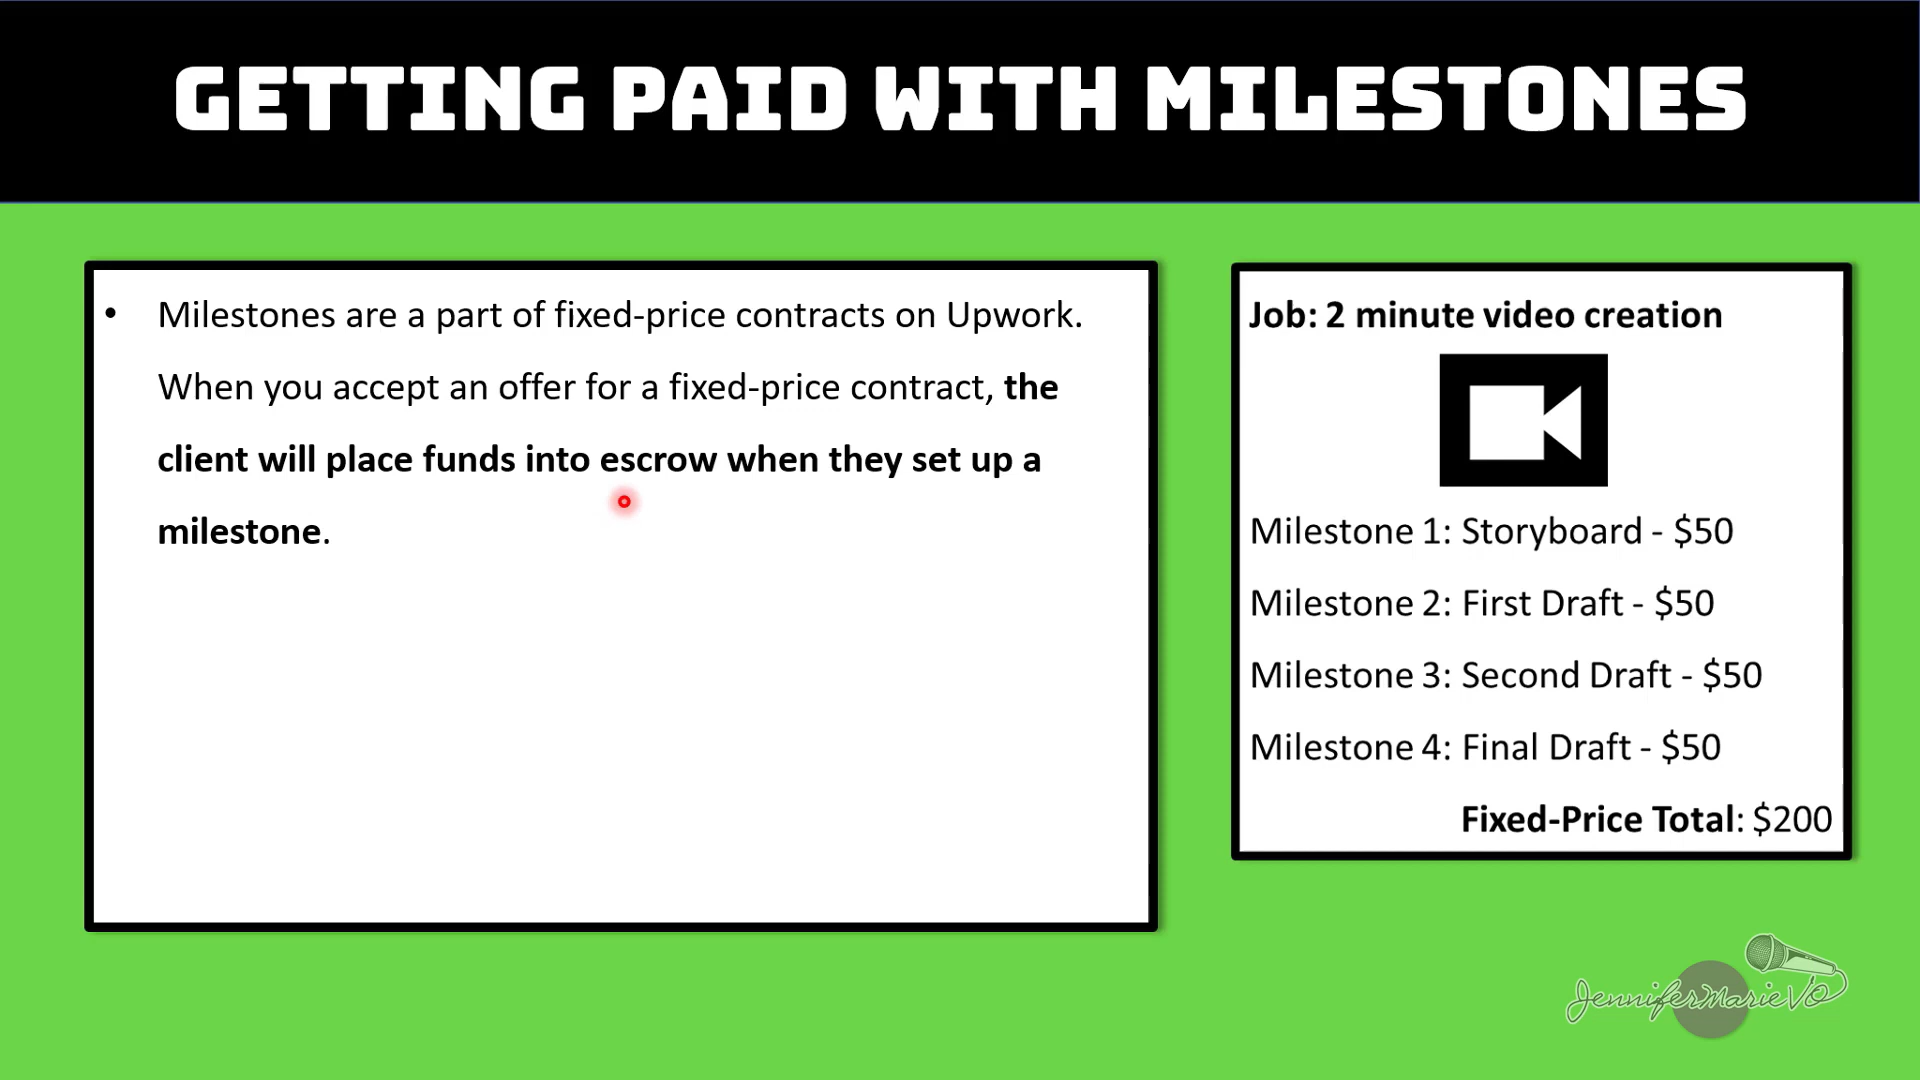 GETTING PAID WITH MILESTONES
• Milestones are a part of fixed-price contracts on Upwork.
When you accept an offer for a fixed-price contract, the
client will place funds into escrow when they set up a
milestone.
Job: 2 minute video creation
Milestone 1: Storyboard - $50
Milestone 2: First Draft - $50
Milestone 3: Second Draft - $50
Milestone 4: Final Draft - $50
Fixed-Price Total: $200
JenniferMarieVO